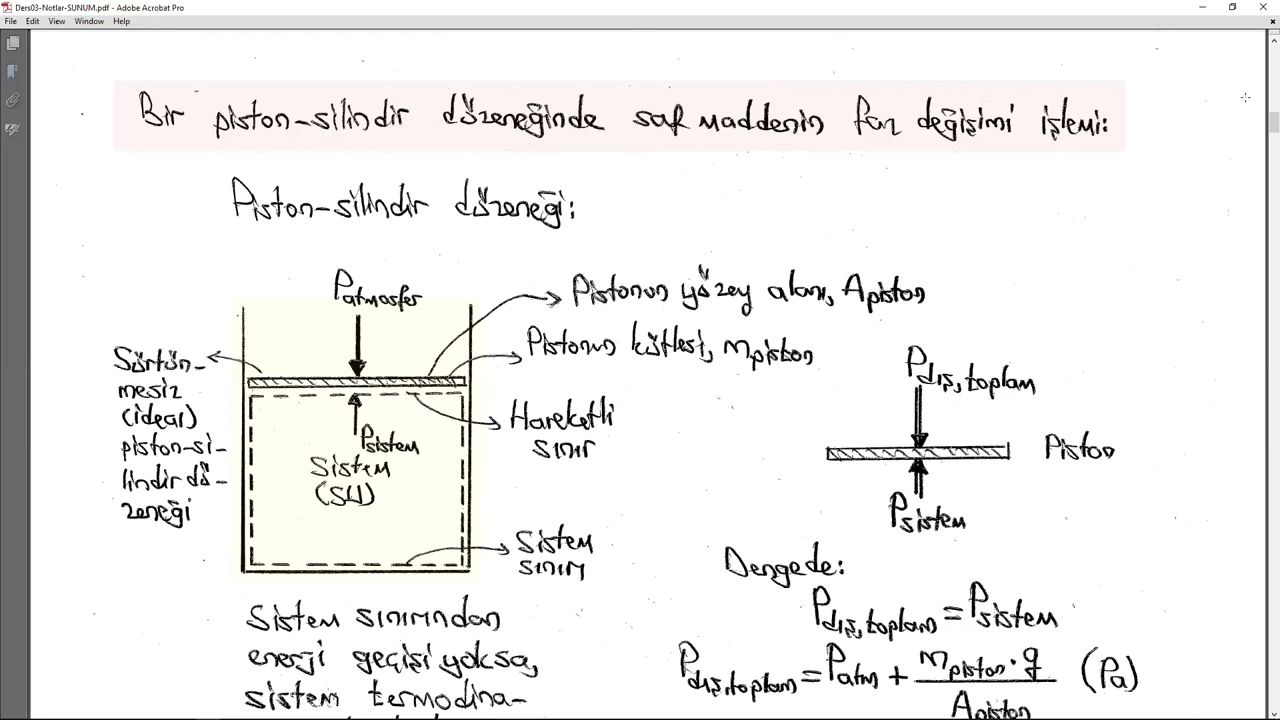 Ders03-Notlar-SUNUM.pdf - Adobe Acrobat Pro
File Edit View Window Help
Bir piston-silindir düzeneğinde saf maddenin faz değişimi işlemi:
Piston-silindir düzeneği:
Patmosfer
Pistonun yüzey alanı, Apiston
Pistonun kütlesi, mpiston
Sürtün-
mesiz
(ideal)
piston-si-
lindir dü-
zeneği
Hareketli
sınır
Psistem
Sistem
(SU)
Sistem
sınırı
Pdış,toplam
Piston
Psistem
Dengede:
Pdış,toplam = Psistem
Pdış,toplam = Patm + mpiston·g (Pa)
Apiston
Sistem sınırından
enerji geçişi yoksa,
sistem termodina-